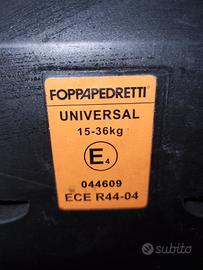 FOPPAPEDRETTI®
UNIVERSAL
15-36kg
E4
044609
ECE R44-04
subito